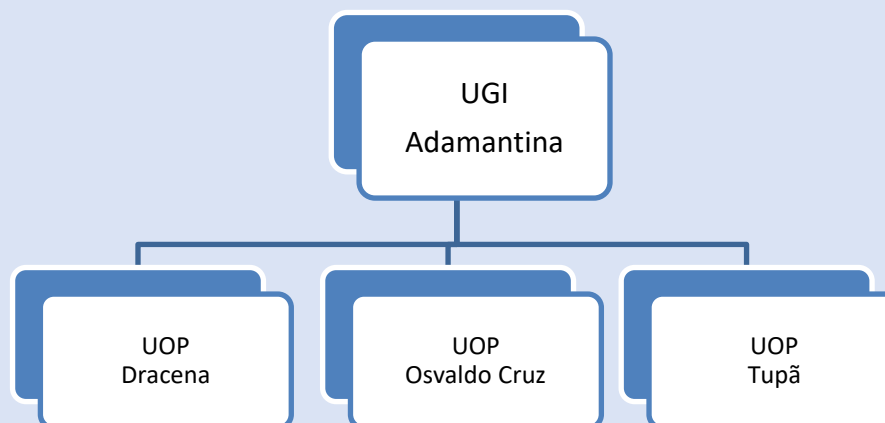 UGI
Adamantina
UOP
Dracena
UOP
Osvaldo Cruz
UOP
Tupã